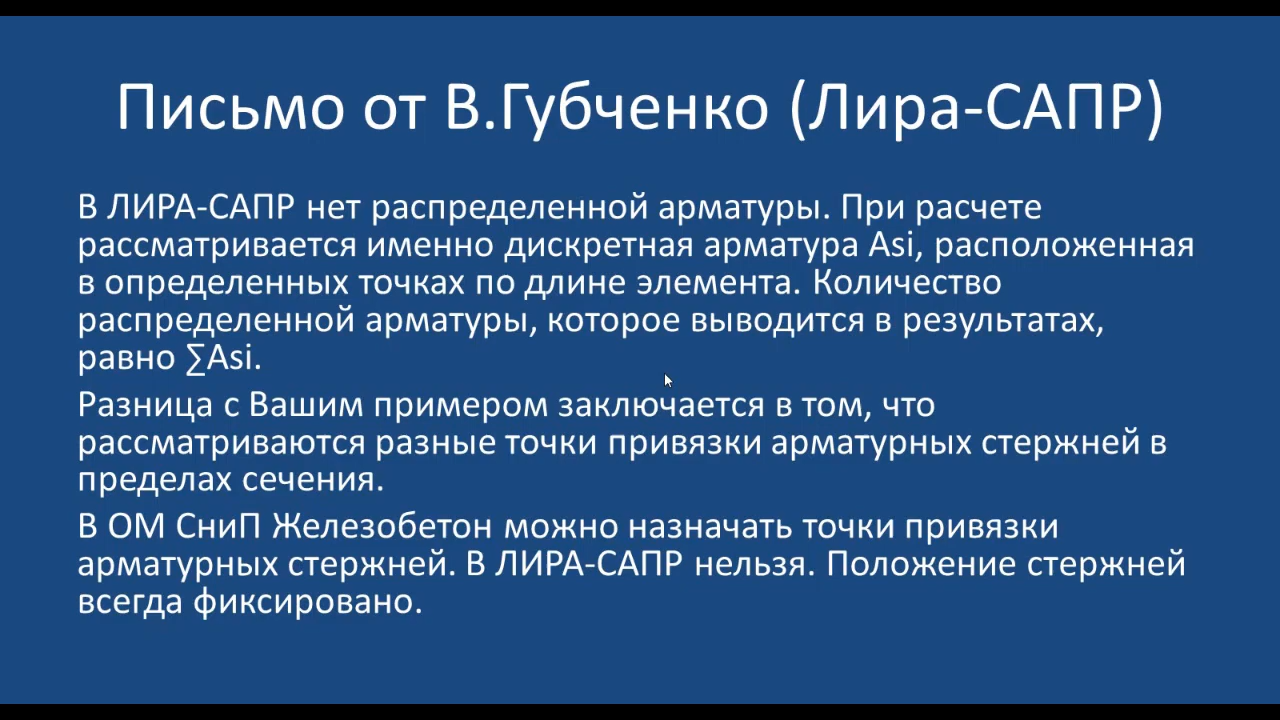 Письмо от В.Губченко (Лира-САПР)
В ЛИРА-САПР нет распределенной арматуры. При расчете
рассматривается именно дискретная арматура Asi, расположенная
в определенных точках по длине элемента. Количество
распределенной арматуры, которое выводится в результатах,
равно ∑Asi.
Разница с Вашим примером заключается в том, что
рассматриваются разные точки привязки арматурных стержней в
пределах сечения.
В ОМ СниП Железобетон можно назначать точки привязки
арматурных стержней. В ЛИРА-САПР нельзя. Положение стержней
всегда фиксировано.